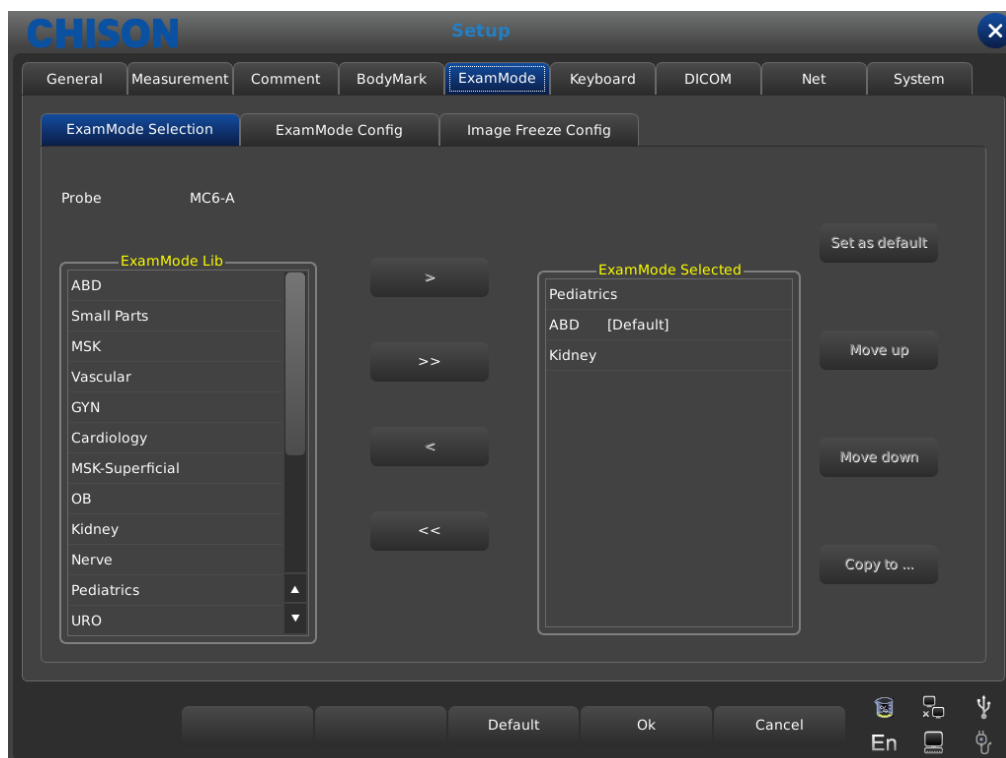 CHISON
Setup
General Measurement Comment BodyMark ExamMode Keyboard DICOM Net System
ExamMode Selection ExamMode Config Image Freeze Config
Probe MC6-A
ExamMode Lib
ABD
Small Parts
MSK
Vascular
GYN
Cardiology
MSK-Superficial
OB
Kidney
Nerve
Pediatrics
URO
>
>>
<
<<
ExamMode Selected
Pediatrics
ABD [Default]
Kidney
Set as default
Move up
Move down
Copy to ...
Default Ok Cancel
En